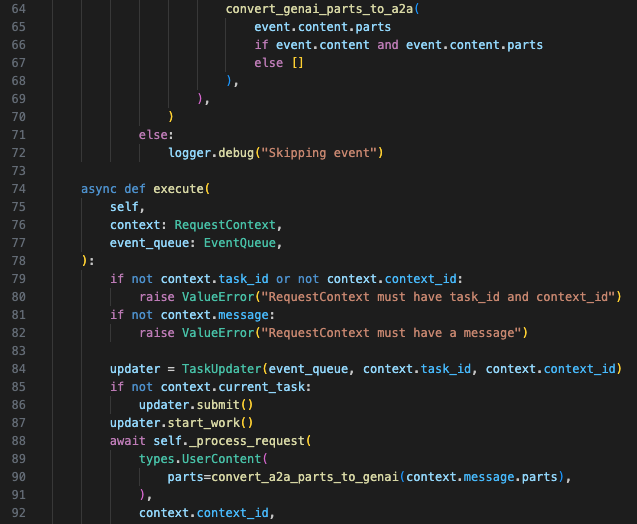 64 convert_genai_parts_to_a2a(
65 event.content.parts
66 if event.content and event.content.parts
67 else []
68 ),
69 ),
70 )
71 else:
72 logger.debug("Skipping event")
73
74 async def execute(
75 self,
76 context: RequestContext,
77 event_queue: EventQueue,
78 ):
79 if not context.task_id or not context.context_id:
80 raise ValueError("RequestContext must have task_id and context_id")
81 if not context.message:
82 raise ValueError("RequestContext must have a message")
83
84 updater = TaskUpdater(event_queue, context.task_id, context.context_id)
85 if not context.current_task:
86 updater.submit()
87 updater.start_work()
88 await self._process_request(
89 types.UserContent(
90 parts=convert_a2a_parts_to_genai(context.message.parts),
91 ),
92 context.context_id,